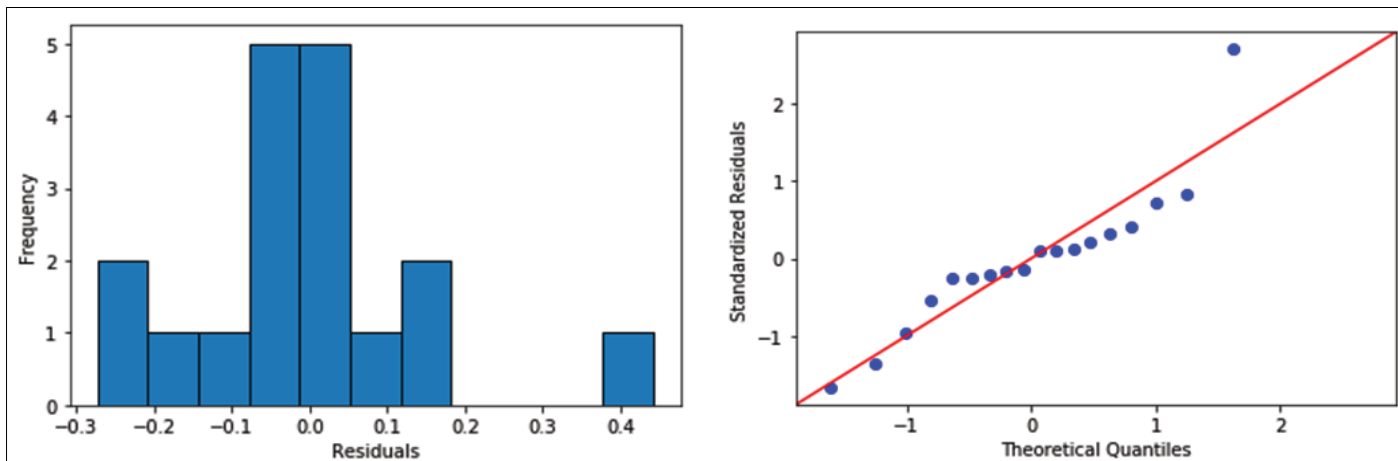 5
4
3
2
1
0
Frequency
−0.3 −0.2 −0.1 0.0 0.1 0.2 0.3 0.4
Residuals
2
1
0
−1
Standardized Residuals
−1 0 1 2
Theoretical Quantiles